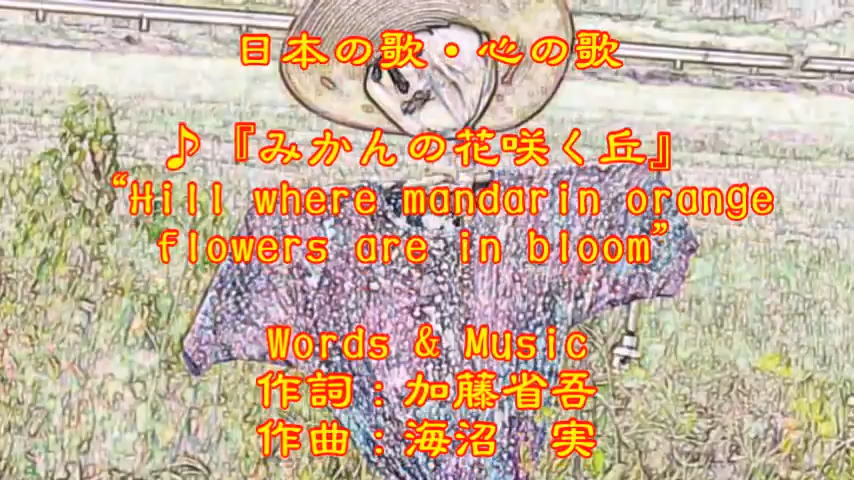 日本の歌・心の歌
♪『みかんの花咲く丘』
“Hill where mandarin orange
flowers are in bloom”
Words & Music
作詞：加藤省吾
作曲：海沼　実